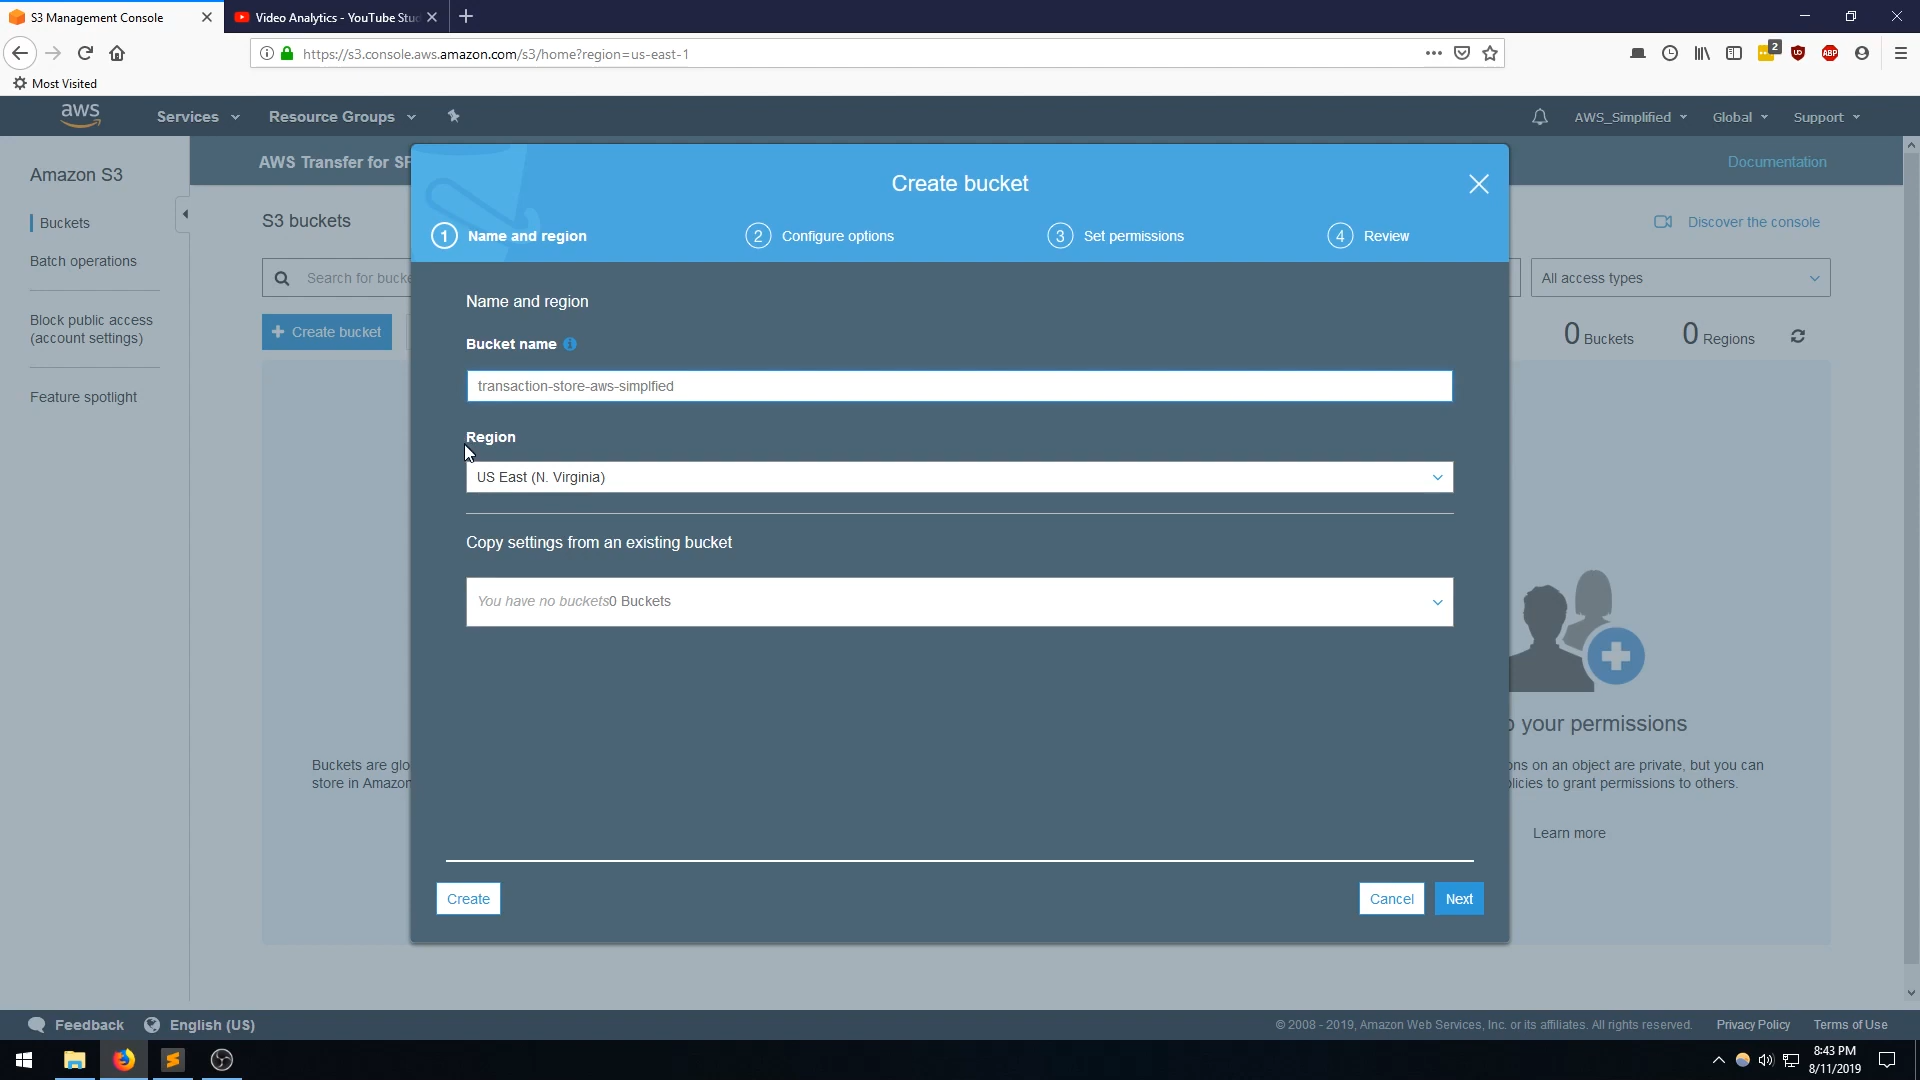 S3 Management Console
Video Analytics - YouTube Stu
https://s3.console.aws.amazon.com/s3/home?region=us-east-1
2
UD
ABP
Most Visited
aws
Services
Resource Groups
AWS_Simplified
Global
Support
Amazon S3
Buckets
Batch operations
Block public access
(account settings)
Feature spotlight
AWS Transfer for SF
Documentation
S3 buckets
Discover the console
Search for bucke
All access types
Create bucket
0 Buckets
0 Regions
Create bucket
1 Name and region
2 Configure options
3 Set permissions
4 Review
Name and region
Bucket name
transaction-store-aws-simplfied
Region
US East (N. Virginia)
Copy settings from an existing bucket
You have no buckets0 Buckets
Create
Cancel
Next
Buckets are glo
store in Amazon
your permissions
ons on an object are private, but you can
licies to grant permissions to others.
Learn more
Feedback
English (US)
© 2008 - 2019, Amazon Web Services, Inc. or its affiliates. All rights reserved.
Privacy Policy
Terms of Use
8:43 PM
8/11/2019